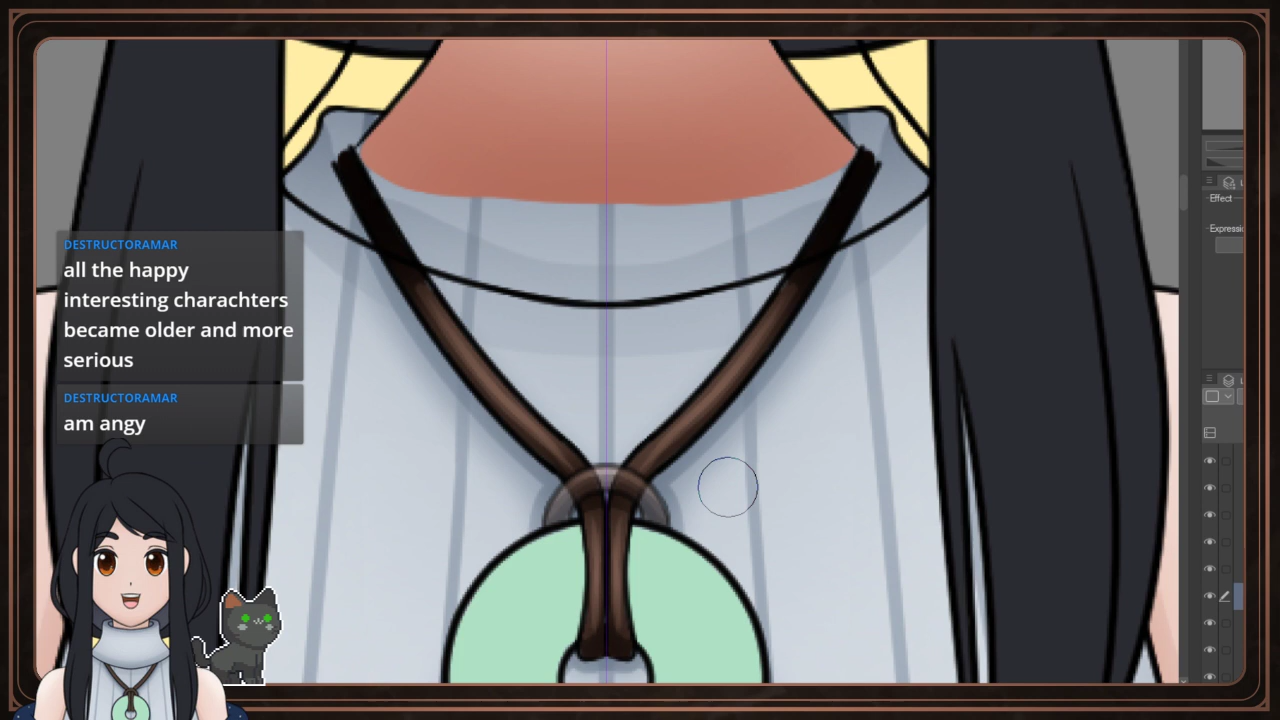 DESTRUCTORAMAR
all the happy
interesting charachters
became older and more
serious
DESTRUCTORAMAR
am angy
Effect